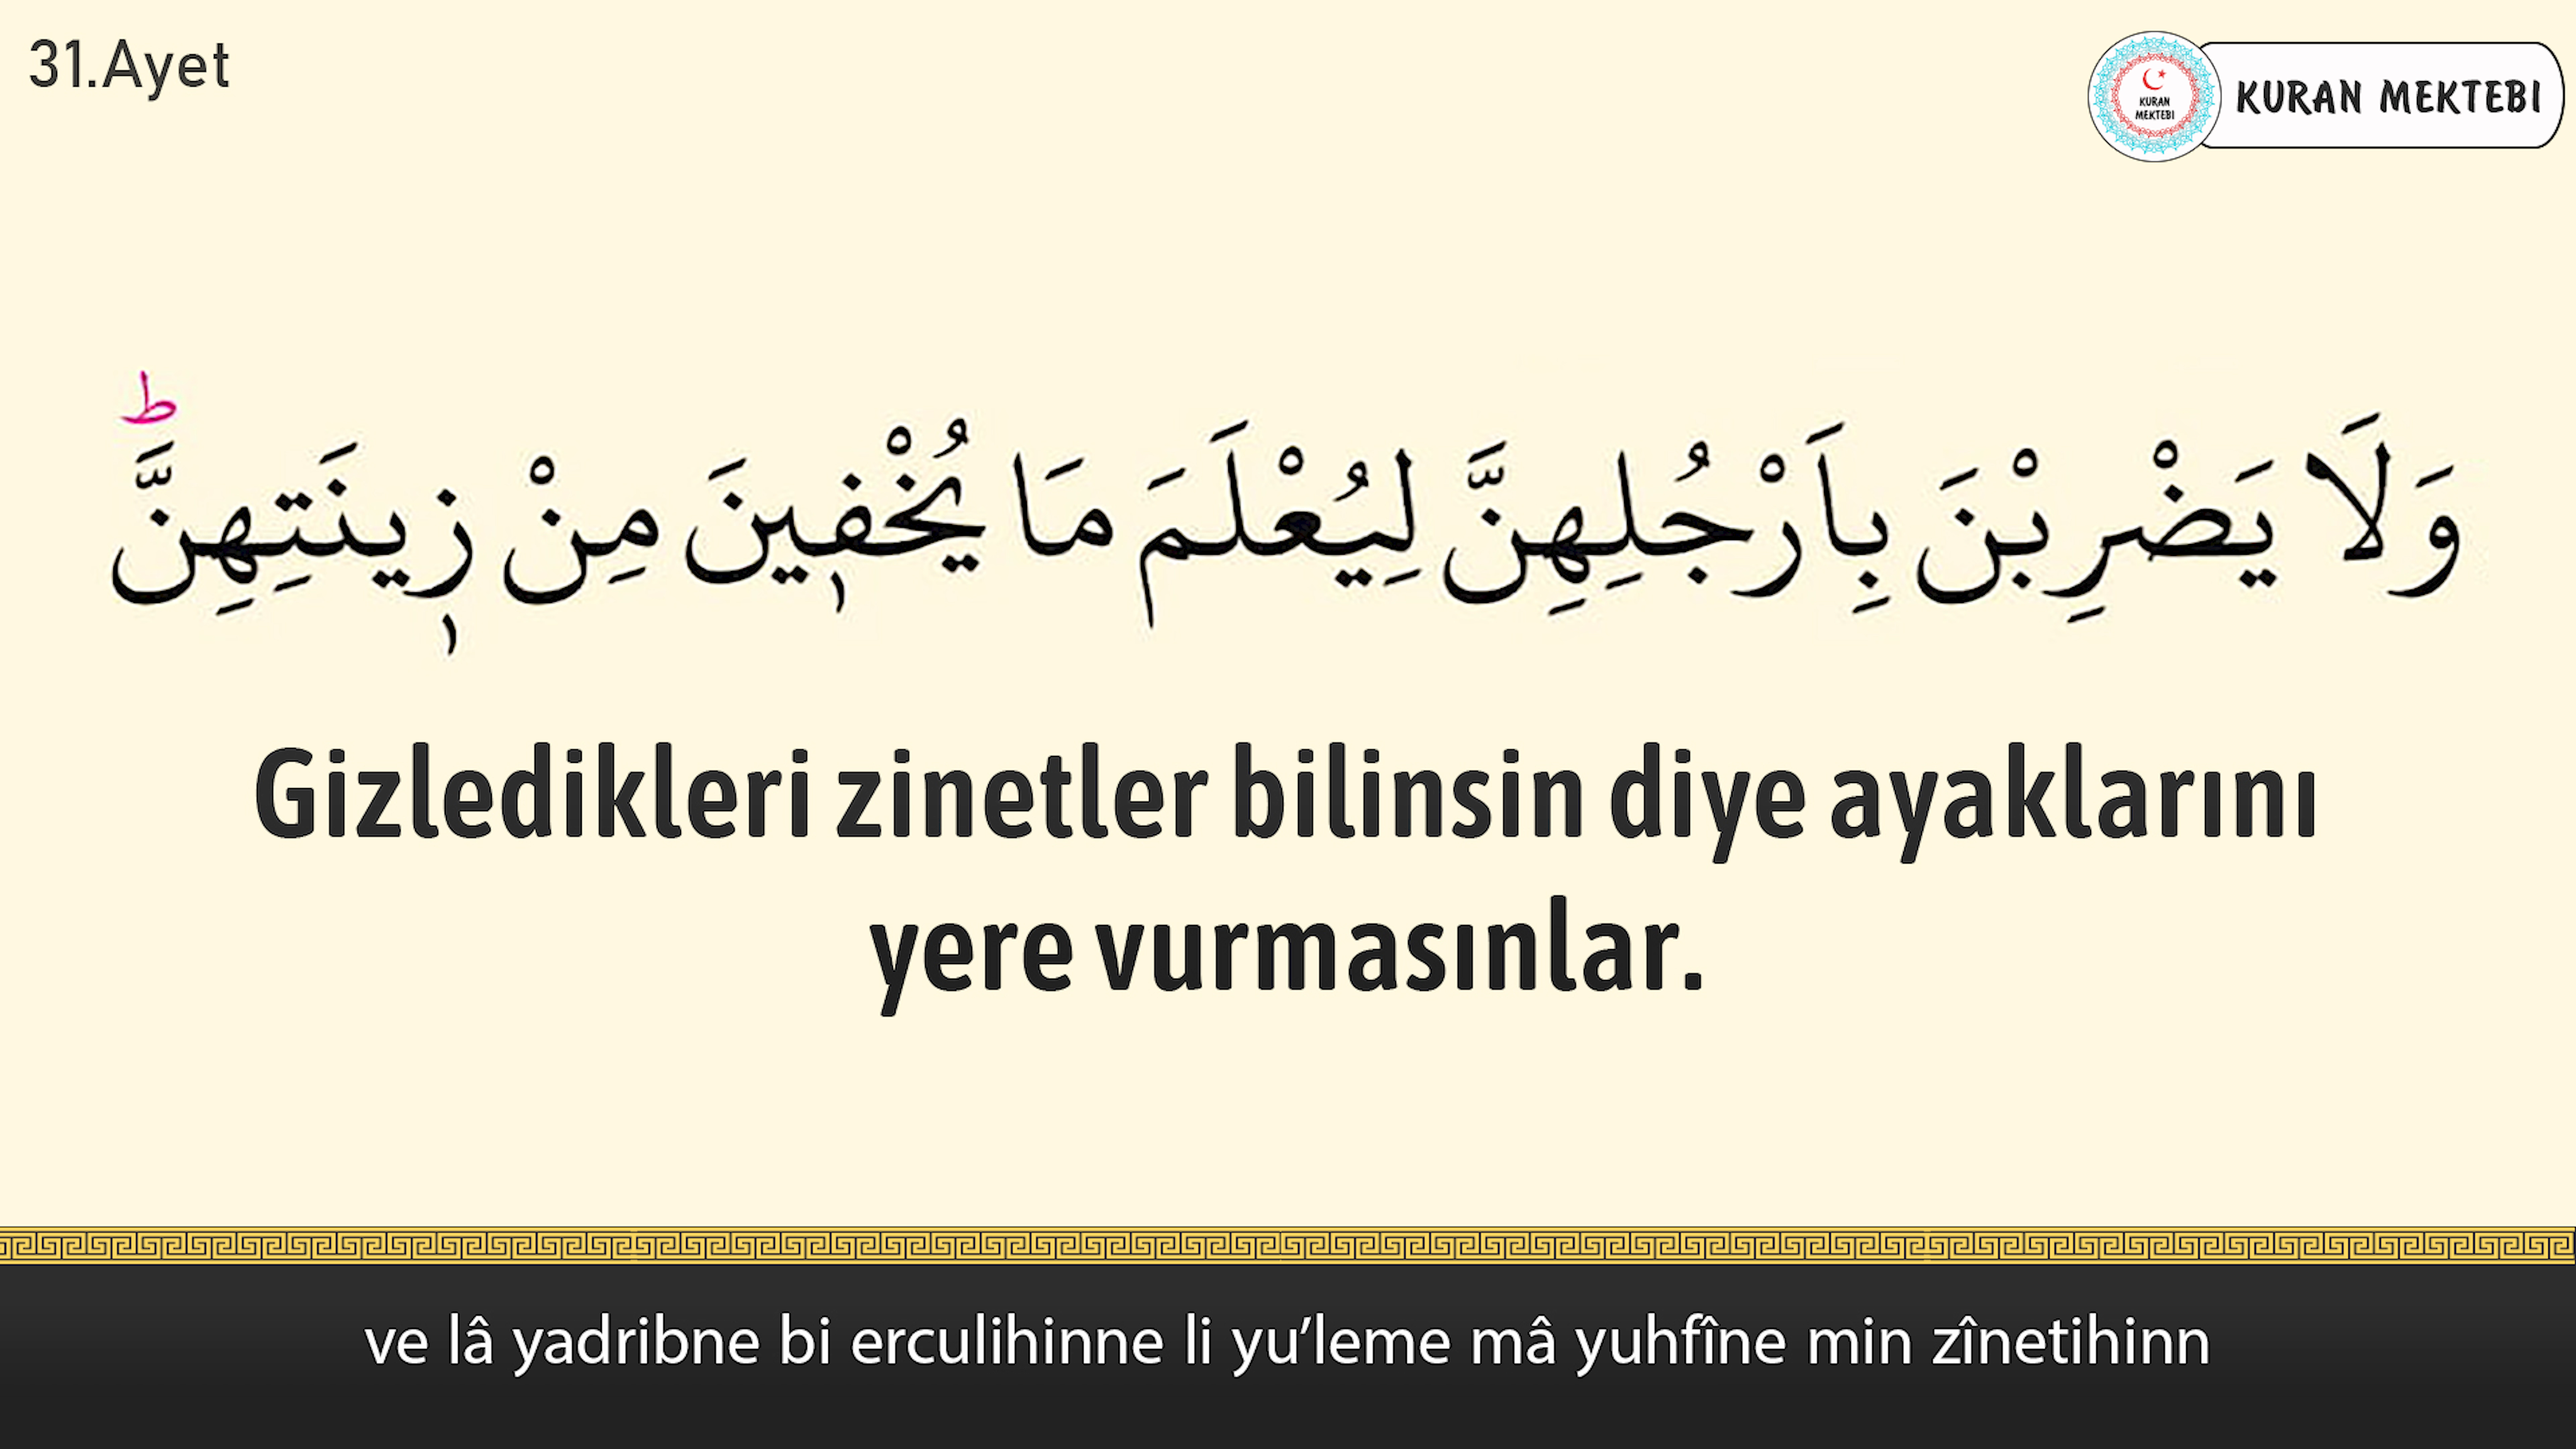 31.Ayet
KURAN
MEKTEBI
KURAN MEKTEBI
وَلَا يَضْرِبْنَ بِاَرْجُلِهِنَّ لِيُعْلَمَ مَا يُخْفٖينَ مِنْ زٖينَتِهِنَّؕ
Gizledikleri zinetler bilinsin diye ayaklarını
yere vurmasınlar.
ve lâ yadribne bi erculihinne li yu’leme mâ yuhfîne min zînetihinn